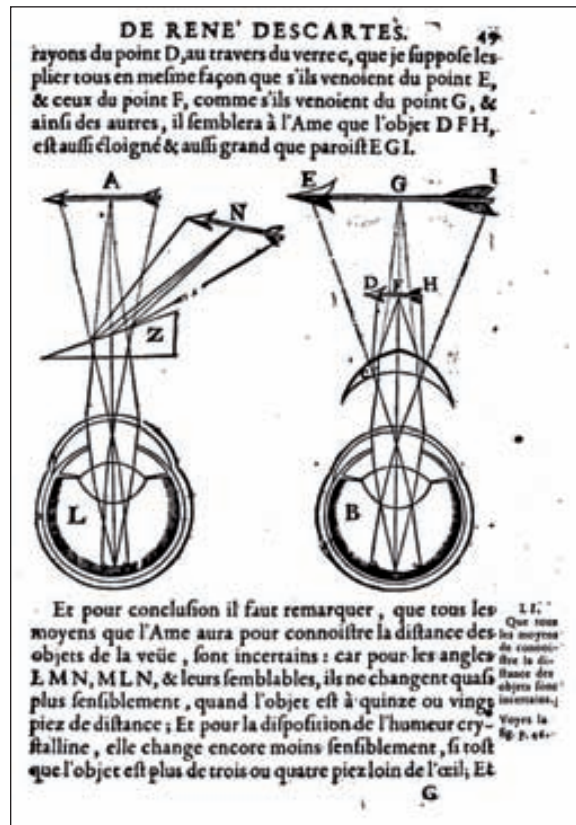 DE RENE' DESCARTES. 49
rayons du point D, au travers du verre c, que je ſuppoſe les
plier tous en meſme façon que s'ils venoient du point E,
& ceux du point F, comme s'ils venoient du point G, &
ainſi des autres, il ſemblera à l'Ame que l'objet D F H,
eſt auſſi éloigné & auſſi grand que paroiſt E G I.
A
N
E G I
D F H
Z
L
B
Et pour concluſion il faut remarquer, que tous les
moyens que l'Ame aura pour connoiſtre la diſtance des
objets de la veüe, ſont incertains: car pour les angles
L M N, M L N, & leurs ſemblables, ils ne changent quaſi
plus ſenſiblement, quand l'objet eſt à quinze ou vingt
piez de diſtance; Et pour la diſpoſition de l'humeur cry-
ſtalline, elle change encore moins ſenſiblement, ſi toſt
que l'objet eſt plus de trois ou quatre piez loin de l'œil; Et
G
Que tous
les moyens
de connoi-
ſtre la di-
ſtance des
objets ſont
incertains.
Voyez la
fig. p. 46.